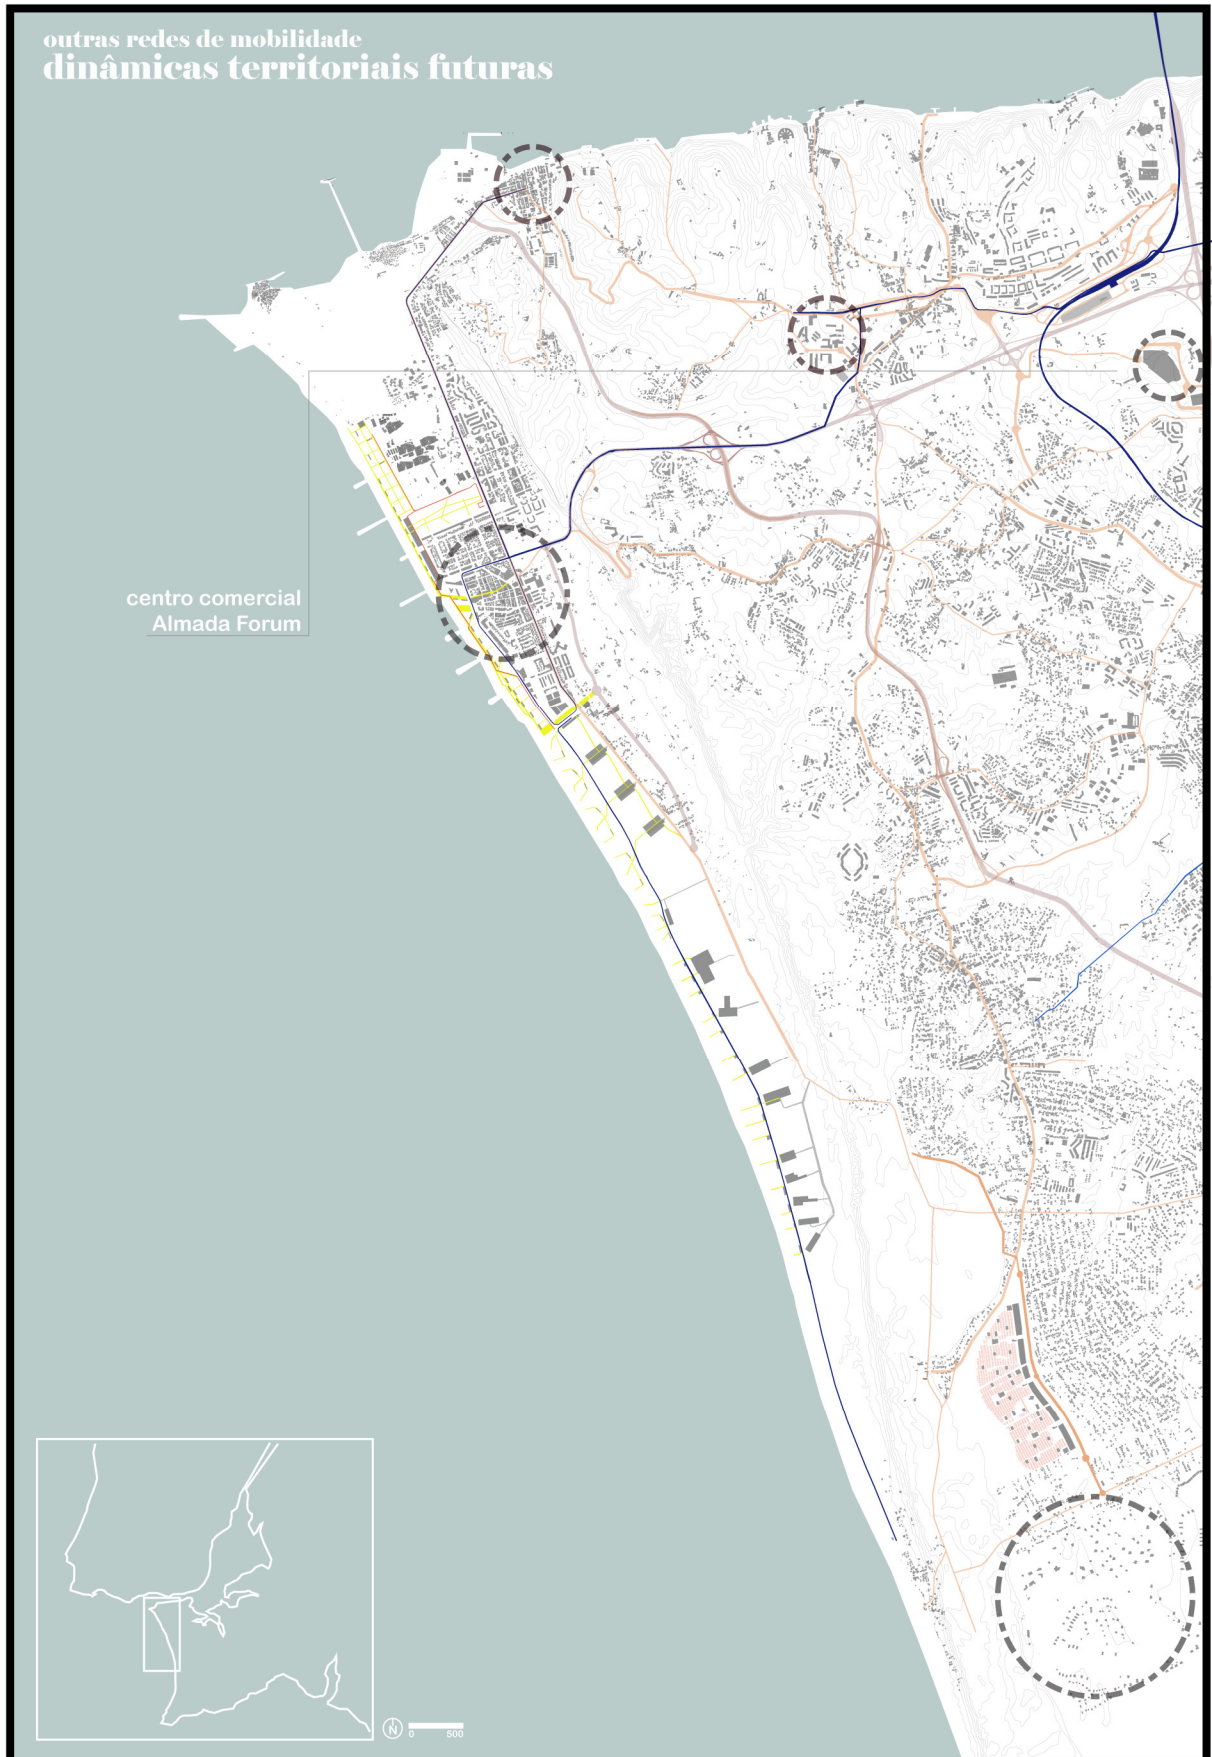 outras redes de mobilidade
dinâmicas territoriais futuras
centro comercial
Almada Forum
N
0 500